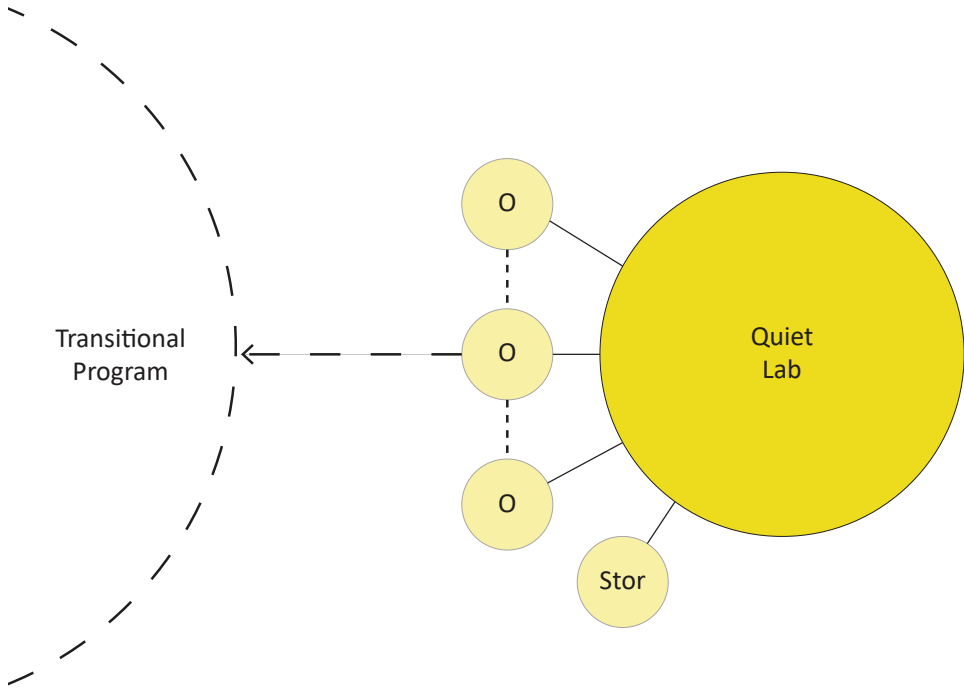 O
Transitional
Program
O
Quiet
Lab
O
Stor